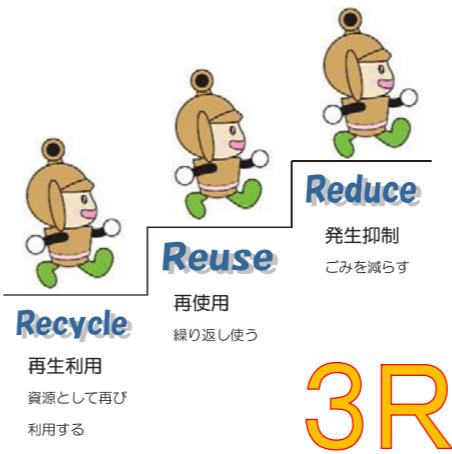 Reduce
発生抑制
ごみを減らす
Reuse
再使用
繰り返し使う
Recycle
再生利用
資源として再び
利用する
3R